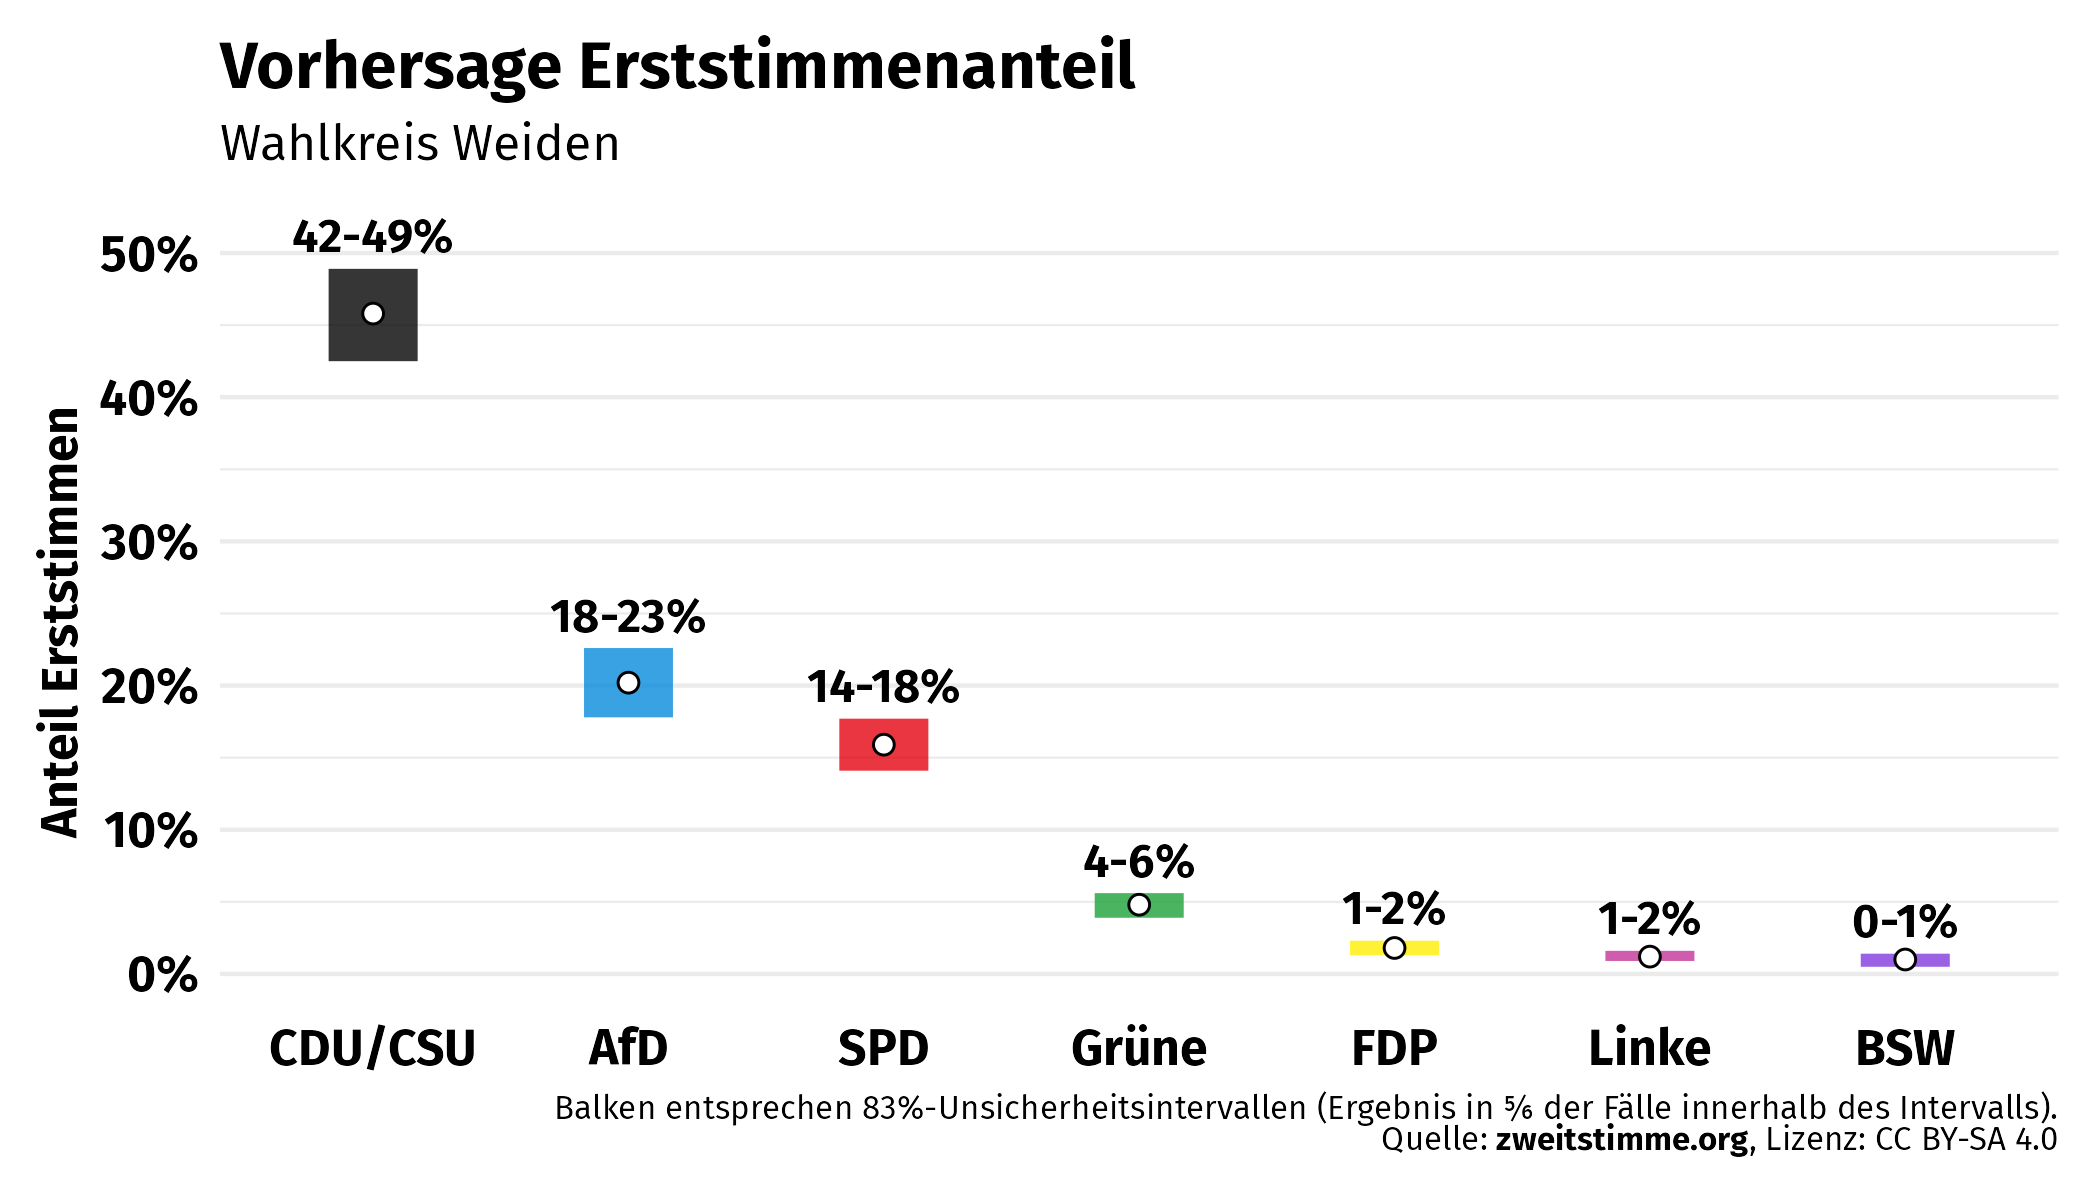 Vorhersage Erststimmenanteil
Wahlkreis Weiden
Anteil Erststimmen
50%
40%
30%
20%
10%
0%
42-49%
18-23%
14-18%
4-6%
1-2%
1-2%
0-1%
CDU/CSU
AfD
SPD
Grüne
FDP
Linke
BSW
Balken entsprechen 83%-Unsicherheitsintervallen (Ergebnis in ⅚ der Fälle innerhalb des Intervalls).
Quelle: zweitstimme.org, Lizenz: CC BY-SA 4.0